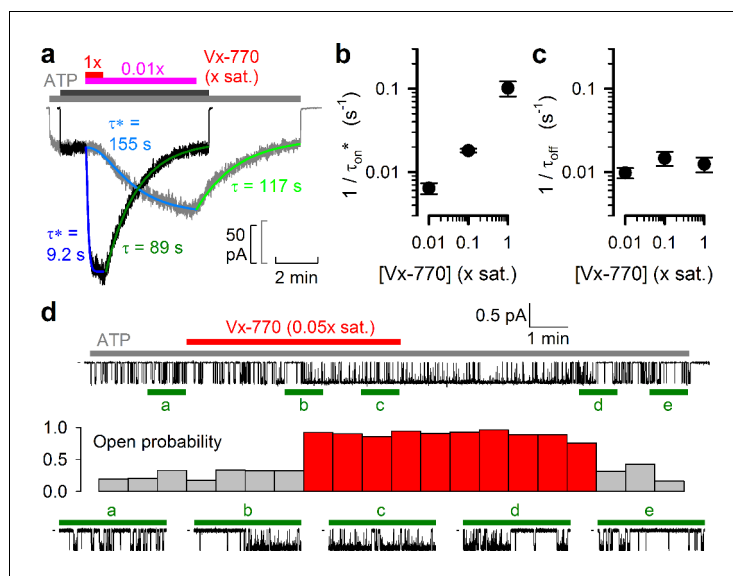 a
1x
0.01x
Vx-770
(x sat.)
ATP
τ* =
155 s
τ = 117 s
τ* =
9.2 s
τ = 89 s
50
pA
2 min
b
1 / τon* (s-1)
0.1
0.01
0.01 0.1 1
[Vx-770] (x sat.)
c
1 / τoff (s-1)
0.1
0.01
0.01 0.1 1
[Vx-770] (x sat.)
d
Vx-770 (0.05x sat.)
0.5 pA
1 min
ATP
a b c d e
1.0
0.5
0.0
Open probability
a b c d e